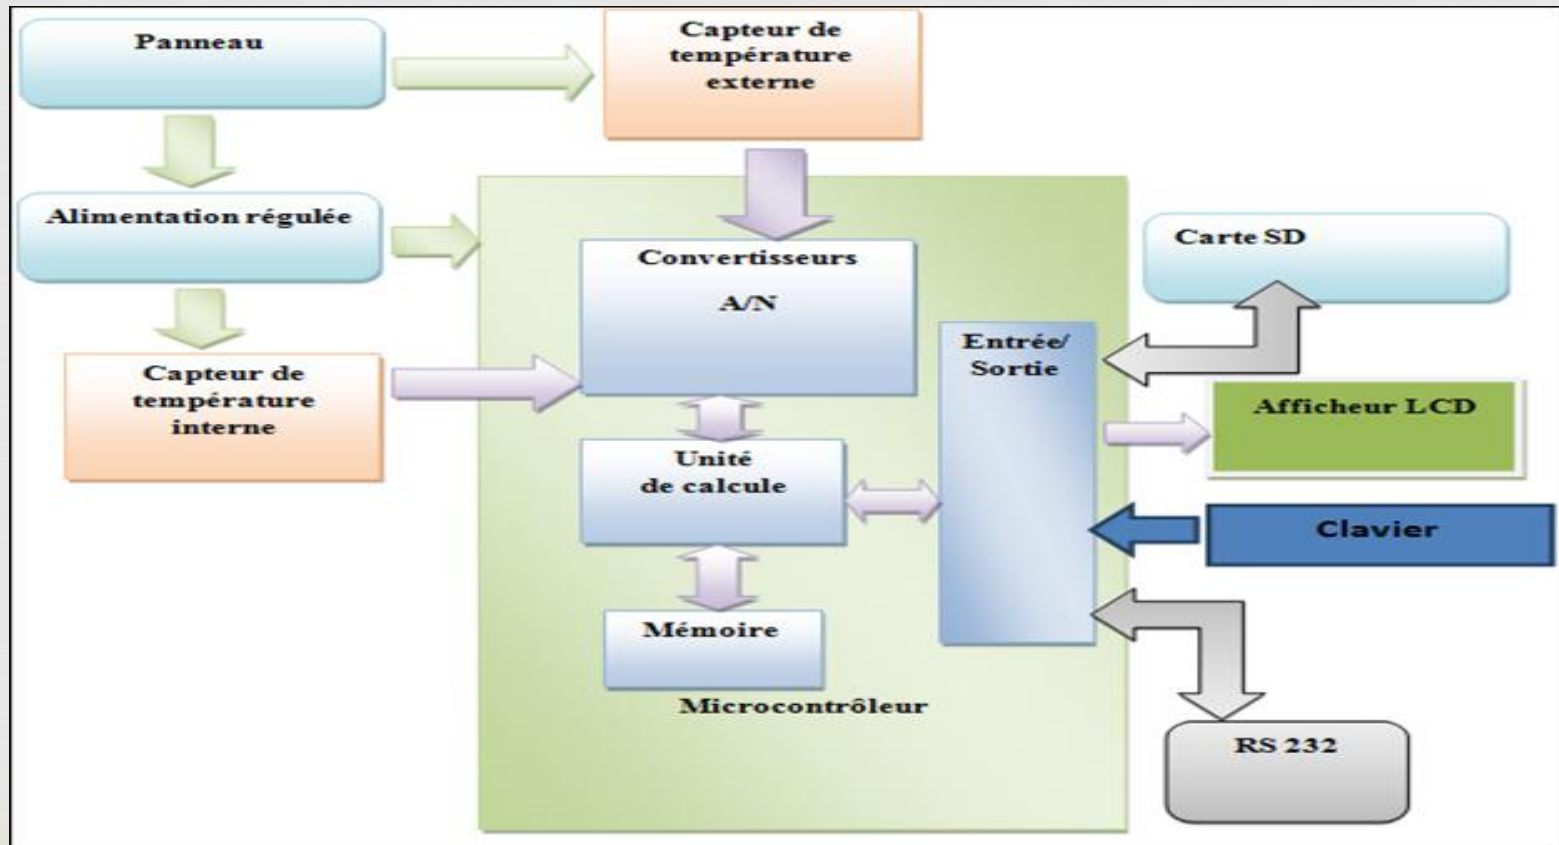 Panneau
Capteur de
température
externe
Alimentation régulée
Convertisseurs
A/N
Carte SD
Entrée/
Sortie
Capteur de
température
interne
Afficheur LCD
Unité
de calcule
Clavier
Mémoire
Microcontrôleur
RS 232